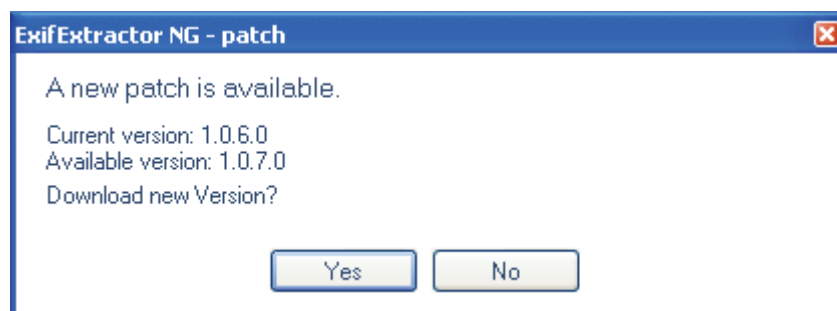 ExifExtractor NG - patch
A new patch is available.
Current version: 1.0.6.0
Available version: 1.0.7.0
Download new Version?
Yes No